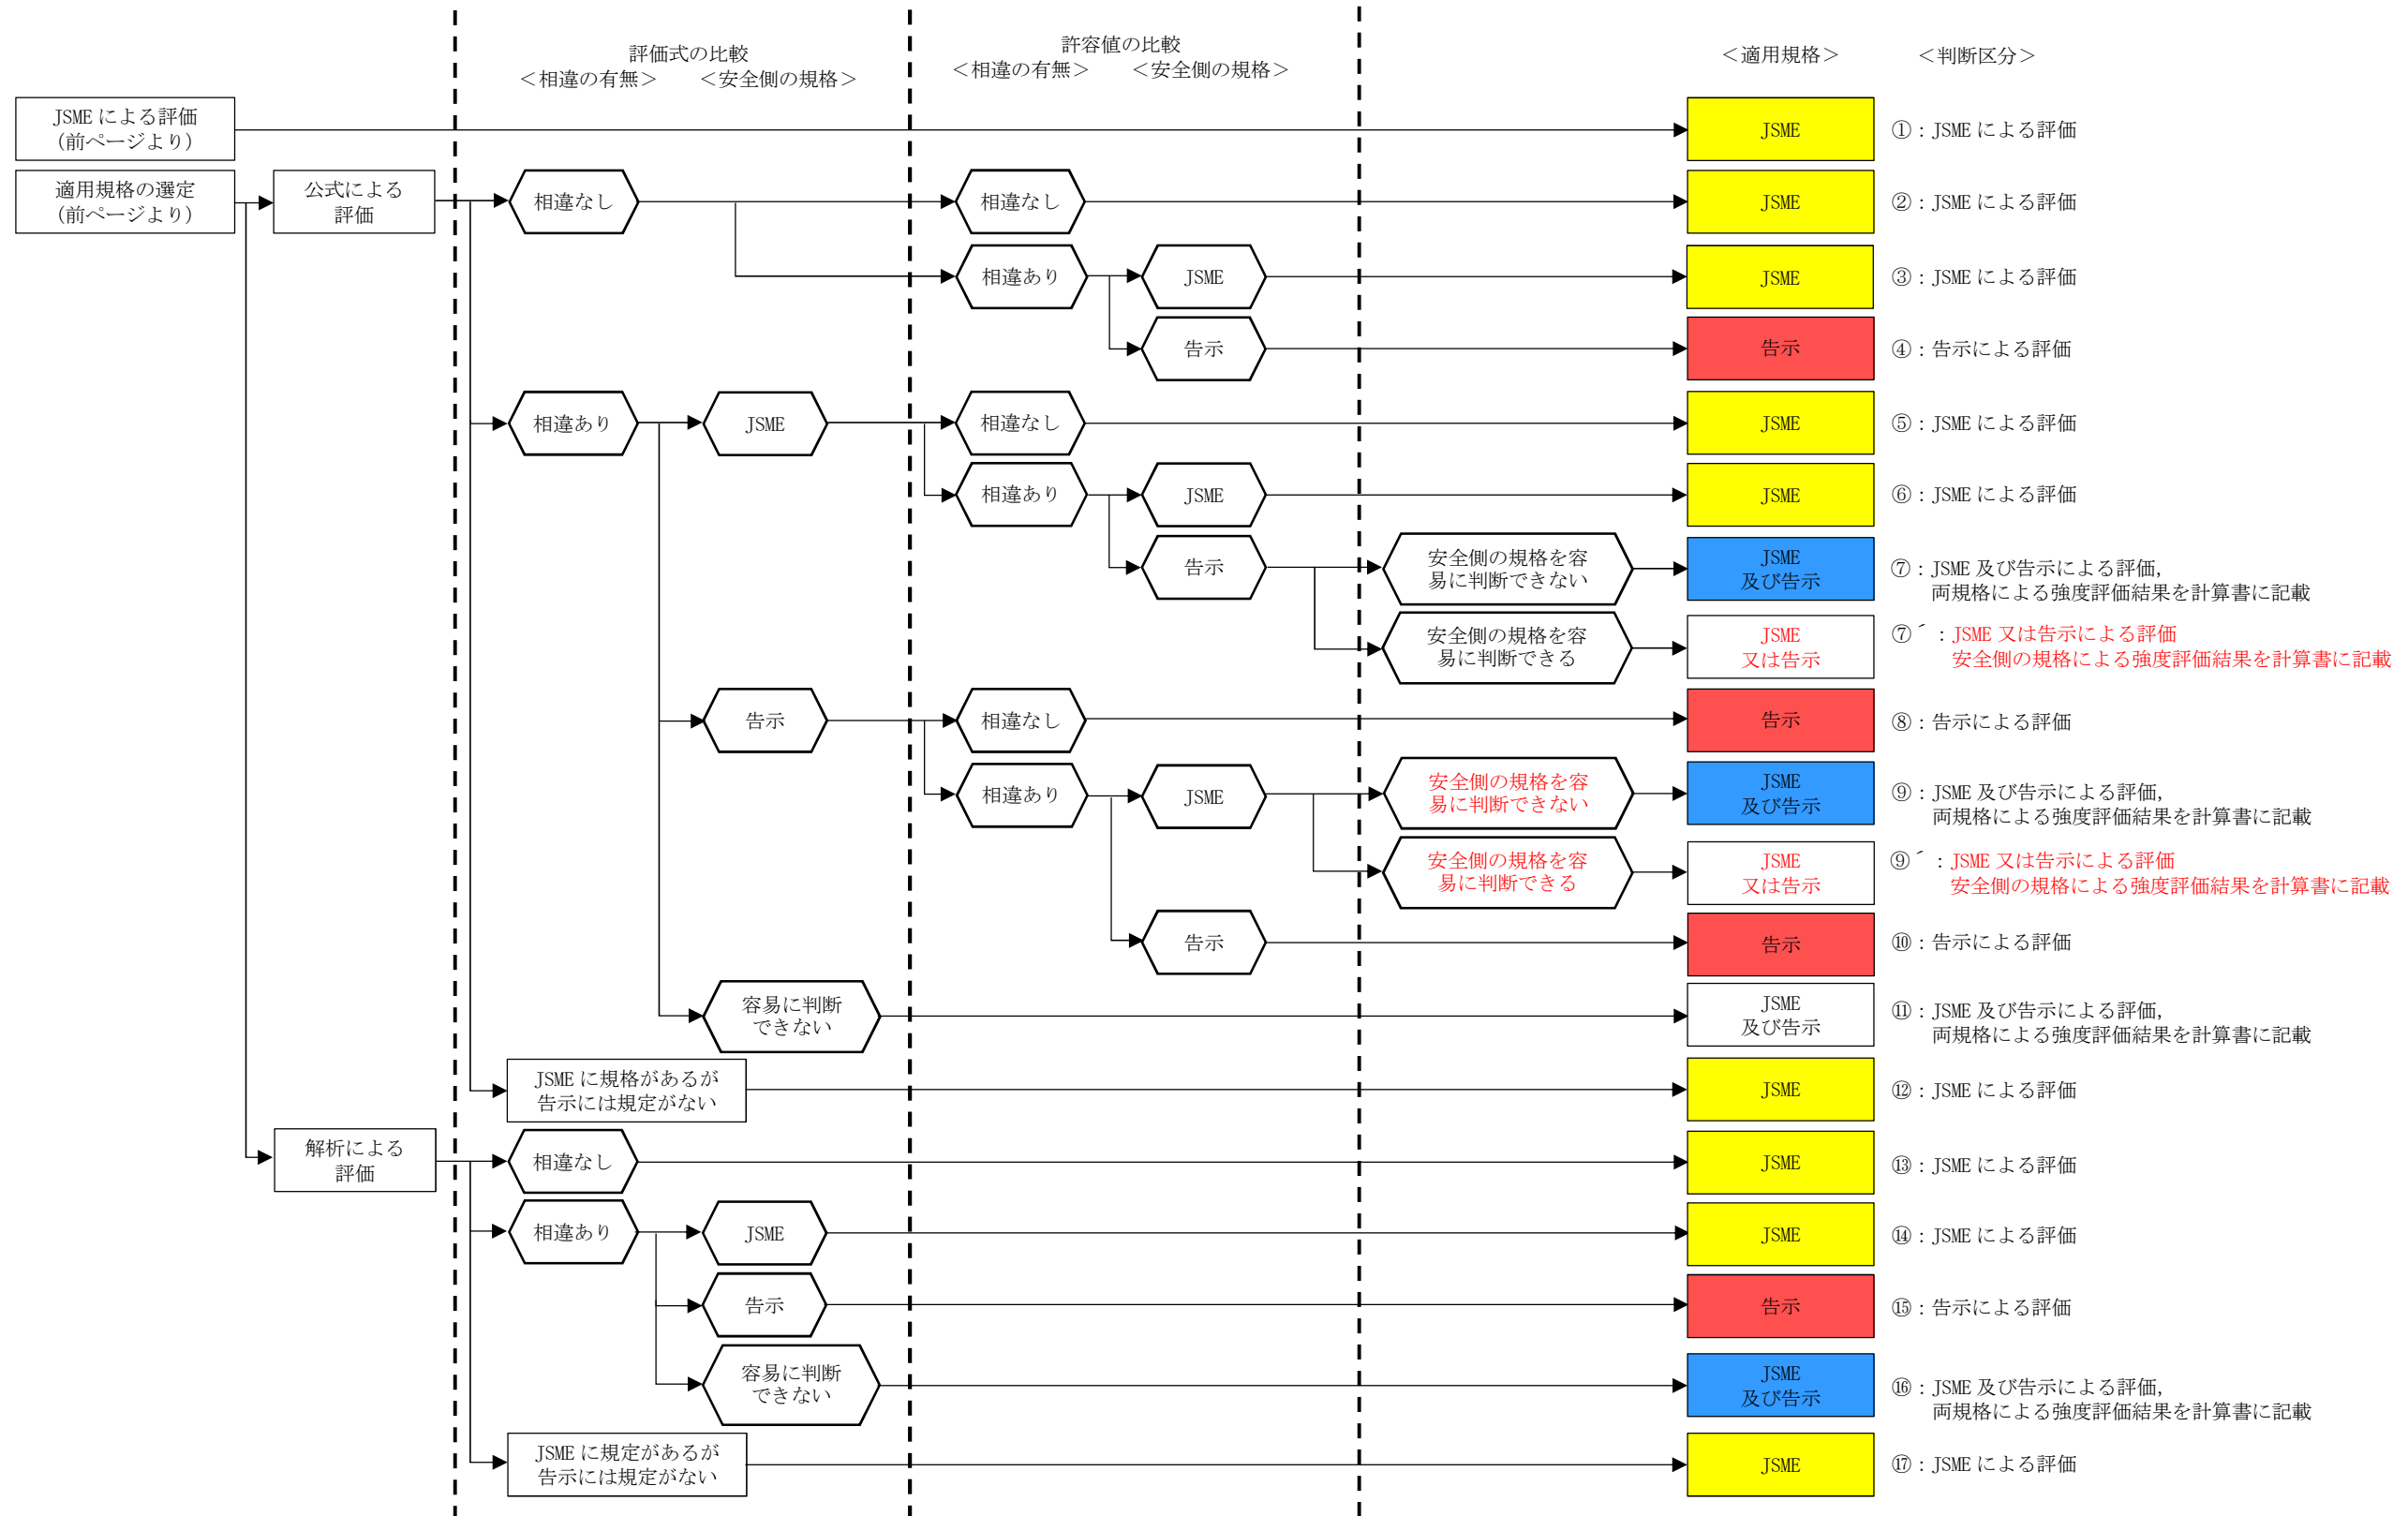 評価式の比較
＜相違の有無＞ ＜安全側の規格＞
許容値の比較
＜相違の有無＞ ＜安全側の規格＞
＜適用規格＞ ＜判断区分＞
JSME による評価
（前ページより）
JSME
①：JSME による評価
適用規格の選定
（前ページより）
公式による
評価
相違なし
相違なし
JSME
②：JSME による評価
相違あり
JSME
JSME
③：JSME による評価
告示
告示
④：告示による評価
相違あり
JSME
相違なし
JSME
⑤：JSME による評価
相違あり
JSME
JSME
⑥：JSME による評価
告示
安全側の規格を容
易に判断できない
JSME
及び告示
⑦：JSME 及び告示による評価，
両規格による強度評価結果を計算書に記載
安全側の規格を容
易に判断できる
JSME
又は告示
⑦´：JSME 又は告示による評価
安全側の規格による強度評価結果を計算書に記載
告示
相違なし
告示
⑧：告示による評価
相違あり
JSME
安全側の規格を容
易に判断できない
JSME
及び告示
⑨：JSME 及び告示による評価，
両規格による強度評価結果を計算書に記載
安全側の規格を容
易に判断できる
JSME
又は告示
⑨´：JSME 又は告示による評価
安全側の規格による強度評価結果を計算書に記載
告示
告示
⑩：告示による評価
容易に判断
できない
JSME
及び告示
⑪：JSME 及び告示による評価，
両規格による強度評価結果を計算書に記載
JSME に規格があるが
告示には規定がない
JSME
⑫：JSME による評価
解析による
評価
相違なし
JSME
⑬：JSME による評価
相違あり
JSME
JSME
⑭：JSME による評価
告示
告示
⑮：告示による評価
容易に判断
できない
JSME
及び告示
⑯：JSME 及び告示による評価，
両規格による強度評価結果を計算書に記載
JSME に規定があるが
告示には規定がない
JSME
⑰：JSME による評価